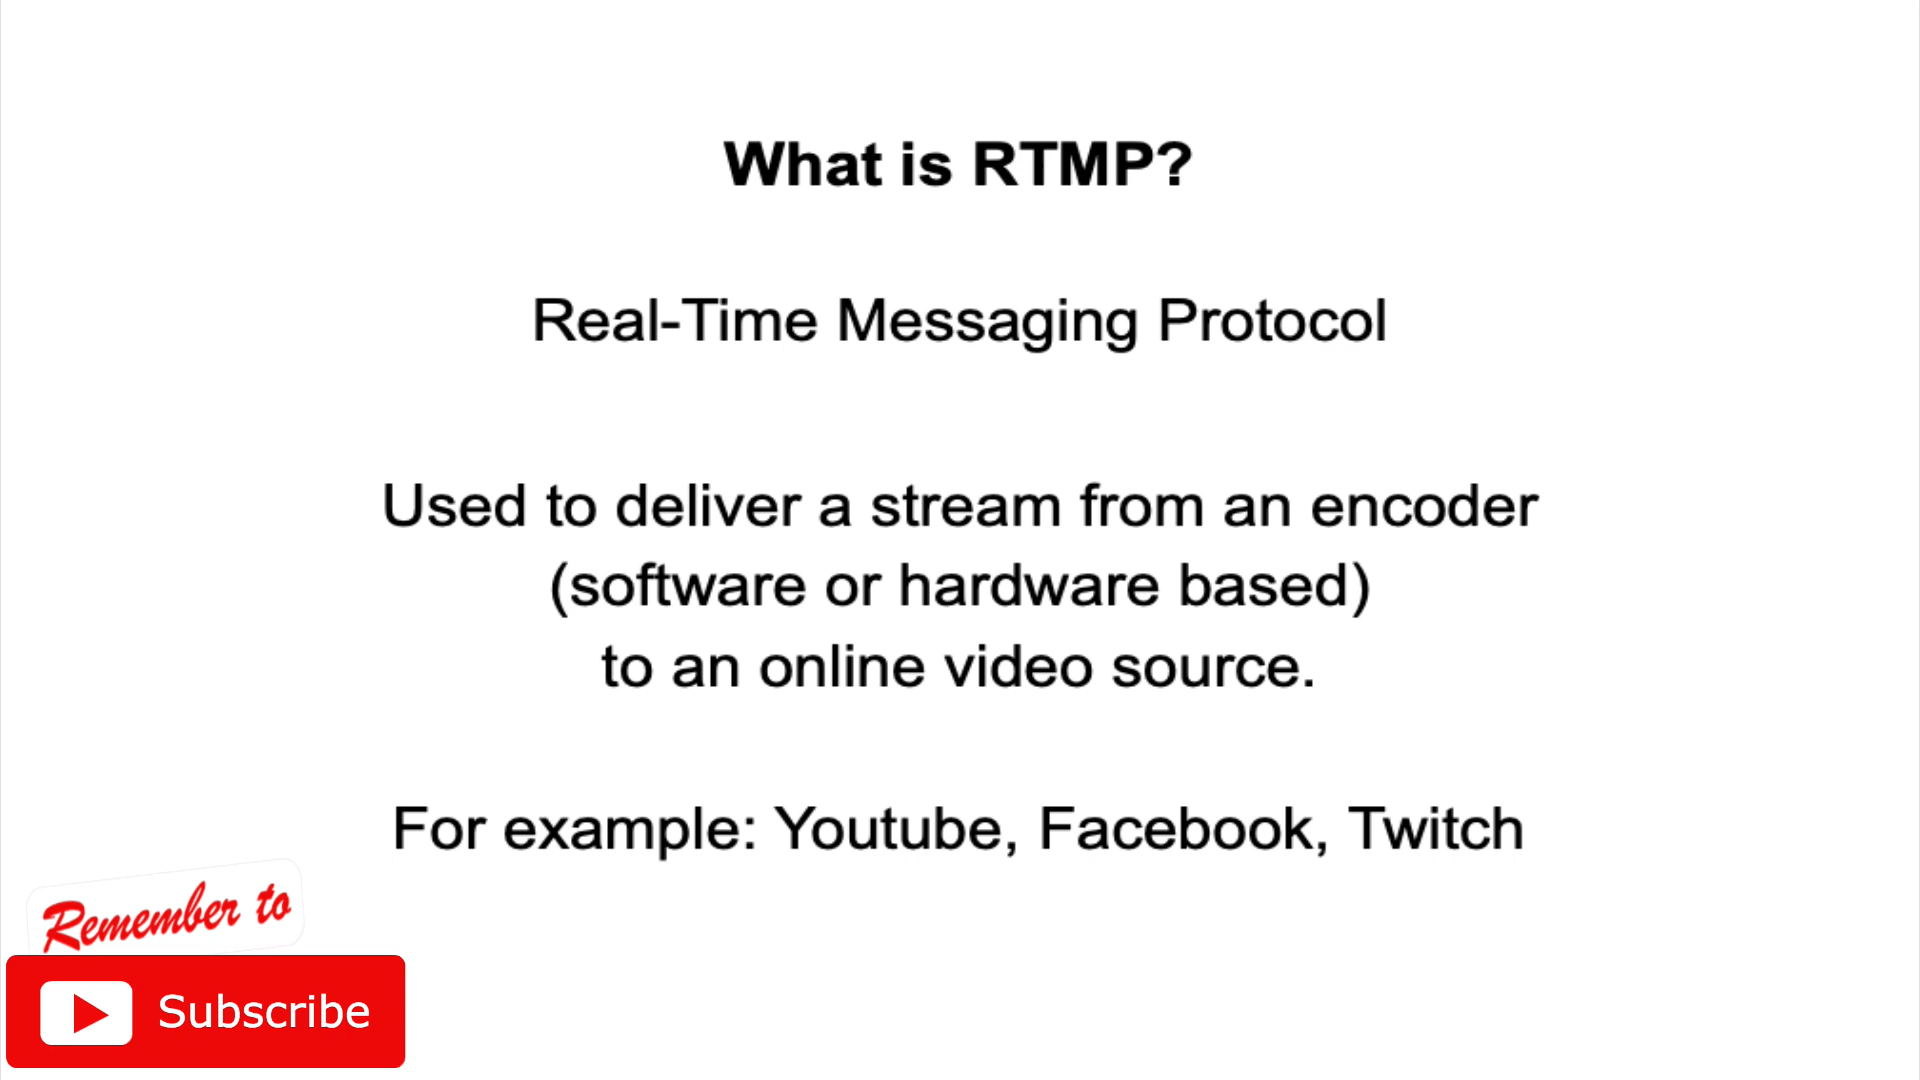 What is RTMP?
Real-Time Messaging Protocol
Used to deliver a stream from an encoder
(software or hardware based)
to an online video source.
For example: Youtube, Facebook, Twitch
Remember to
Subscribe